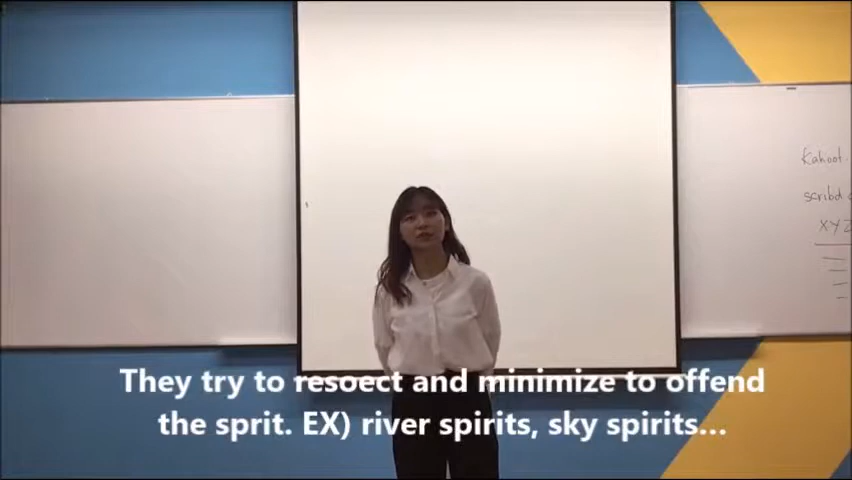 Kahoot.
scribd
XYZ
They try to resoect and minimize to offend
the sprit. EX) river spirits, sky spirits...